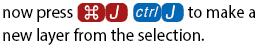 now press ⌘ J ctrl J to make a
new layer from the selection.